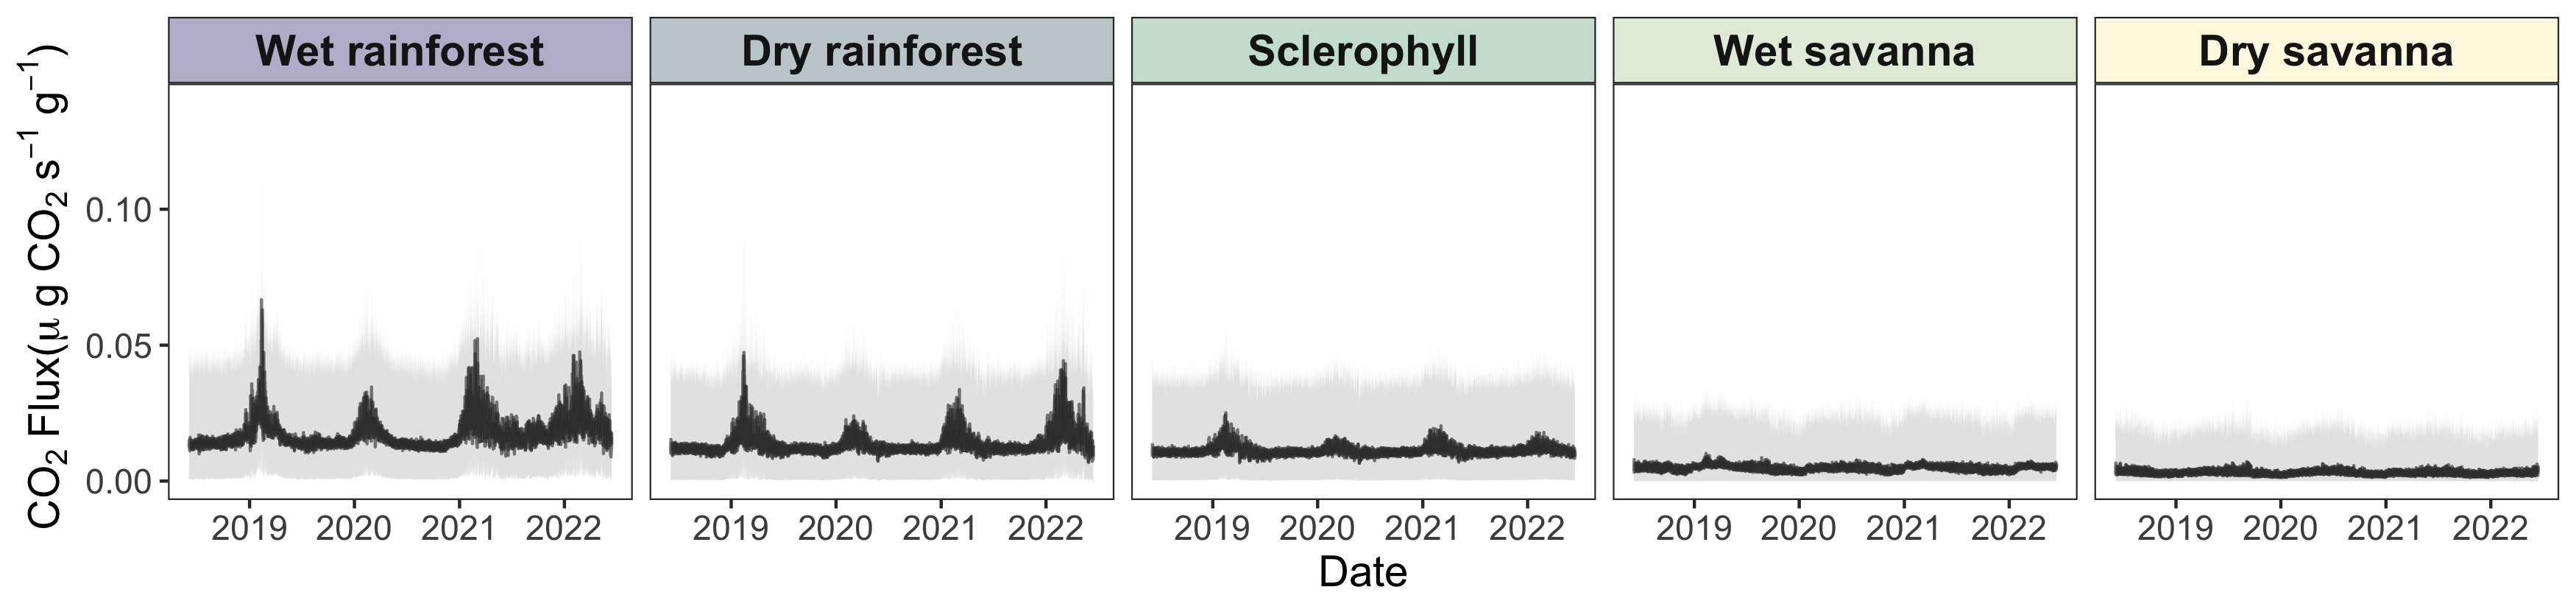 Wet rainforest
Dry rainforest
Sclerophyll
Wet savanna
Dry savanna
CO₂ Flux(μ g CO₂ s⁻¹ g⁻¹)
0.10
0.05
0.00
2019 2020 2021 2022
2019 2020 2021 2022
2019 2020 2021 2022
2019 2020 2021 2022
2019 2020 2021 2022
Date